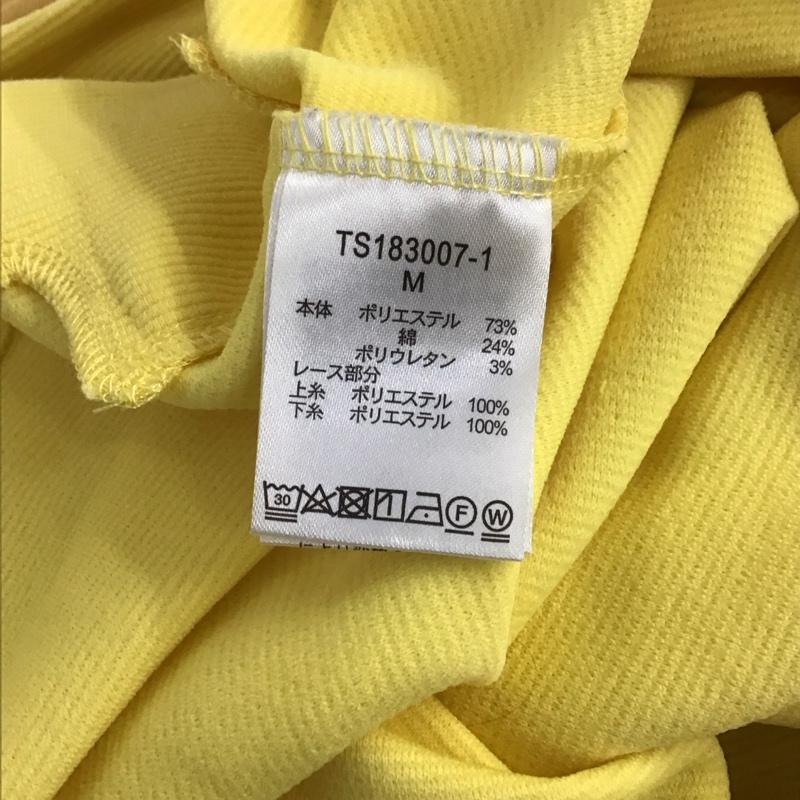 TS183007-1
M
本体 ポリエステル 73%
綿 24%
ポリウレタン 3%
レース部分
上糸 ポリエステル 100%
下糸 ポリエステル 100%
30 F W